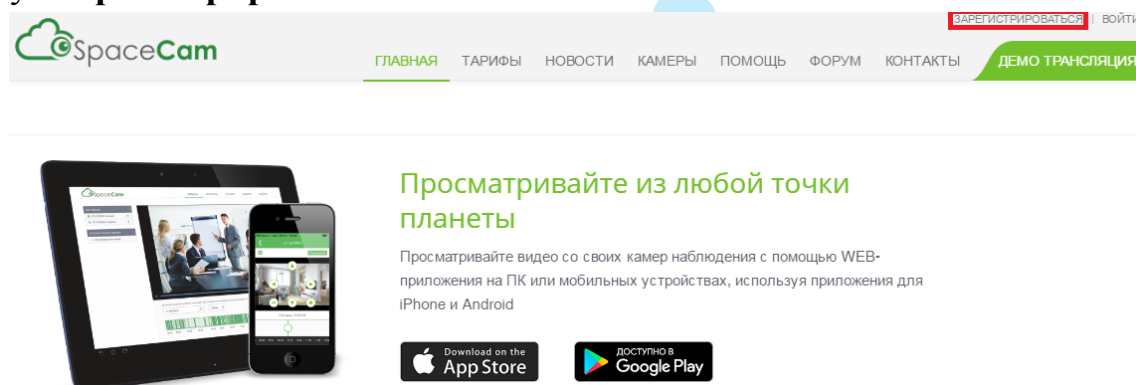 ЗАРЕГИСТРИРОВАТЬСЯ | ВОЙТИ
SpaceCam
ГЛАВНАЯ ТАРИФЫ НОВОСТИ КАМЕРЫ ПОМОЩЬ ФОРУМ КОНТАКТЫ ДЕМО ТРАНСЛЯЦИЯ
Просматривайте из любой точки
планеты
Просматривайте видео со своих камер наблюдения с помощью WEB-
приложения на ПК или мобильных устройствах, используя приложения для
iPhone и Android
Download on the
App Store
ДОСТУПНО В
Google Play
SpaceCam